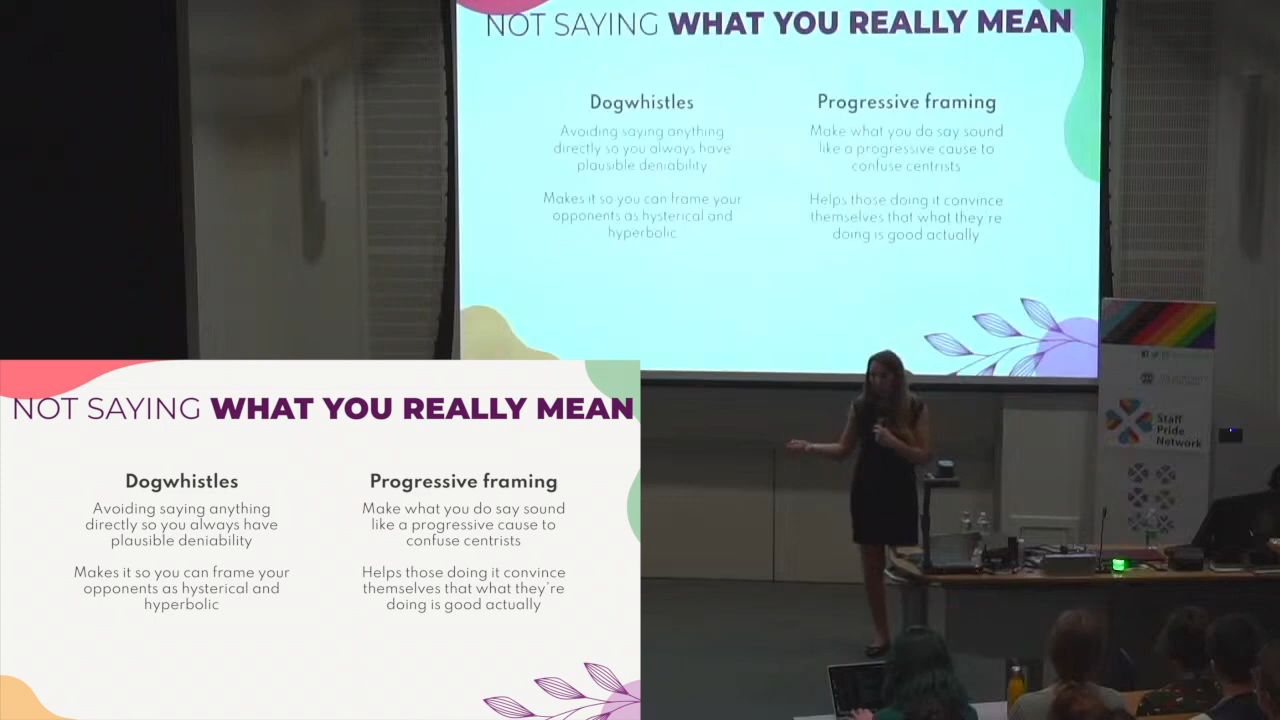 NOT SAYING WHAT YOU REALLY MEAN
Dogwhistles
Avoiding saying anything
directly so you always have
plausible deniability
Makes it so you can frame your
opponents as hysterical and
hyperbolic
Progressive framing
Make what you do say sound
like a progressive cause to
confuse centrists
Helps those doing it convince
themselves that what they're
doing is good actually
Staff
Pride
Network
NOT SAYING WHAT YOU REALLY MEAN
Dogwhistles
Avoiding saying anything
directly so you always have
plausible deniability
Makes it so you can frame your
opponents as hysterical and
hyperbolic
Progressive framing
Make what you do say sound
like a progressive cause to
confuse centrists
Helps those doing it convince
themselves that what they're
doing is good actually